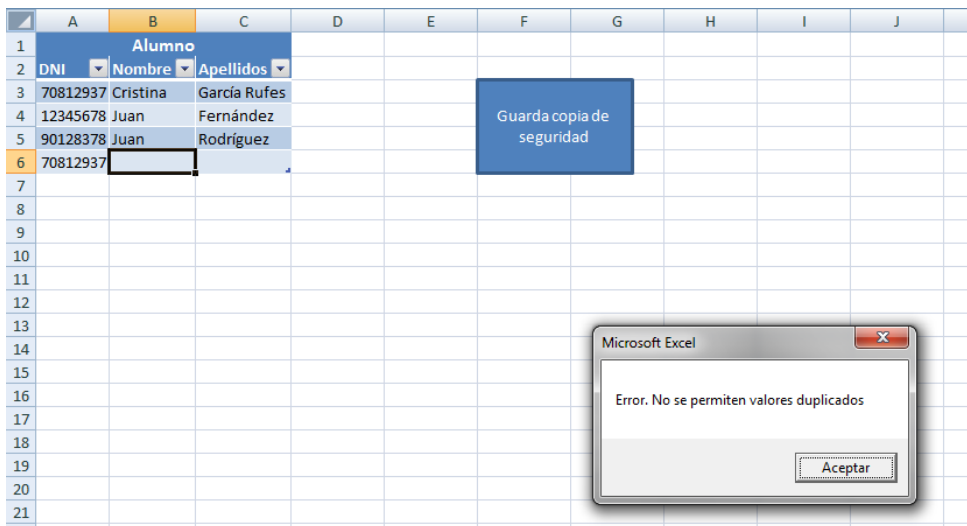 A B C D E F G H I J
1 Alumno
2 DNI Nombre Apellidos
3 70812937 Cristina García Rufes
4 12345678 Juan Fernández
5 90128378 Juan Rodríguez
6 70812937
7
8
9
10
11
12
13
14
15
16
17
18
19
20
21
Guarda copia de
seguridad
Microsoft Excel
Error. No se permiten valores duplicados
Aceptar